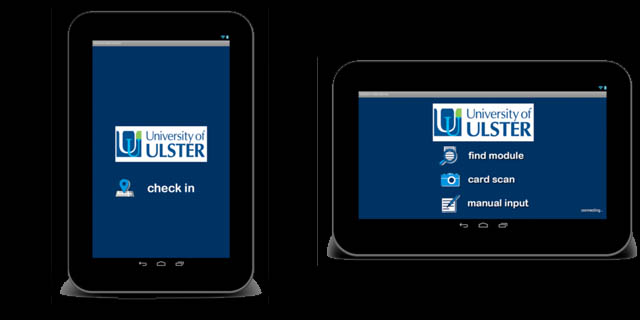 University of
ULSTER
check in
University of
ULSTER
find module
card scan
manual input
connecting..